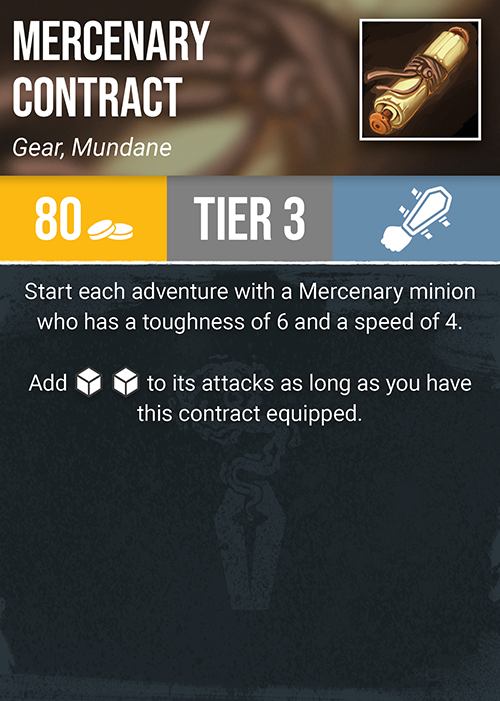 MERCENARY
CONTRACT
Gear, Mundane
80
TIER 3
Start each adventure with a Mercenary minion
who has a toughness of 6 and a speed of 4.
Add to its attacks as long as you have
this contract equipped.